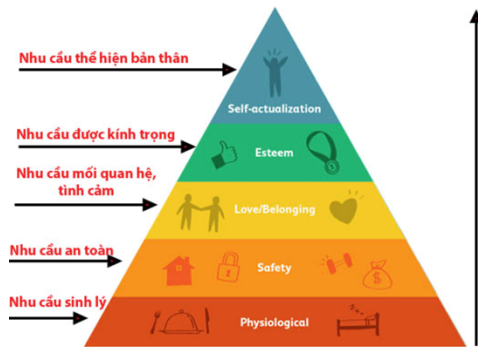 Nhu cầu thể hiện bản thân
Self-actualization
Nhu cầu được kính trọng
Esteem
Nhu cầu mối quan hệ,
tình cảm
Love/Belonging
Nhu cầu an toàn
Safety
Nhu cầu sinh lý
Physiological